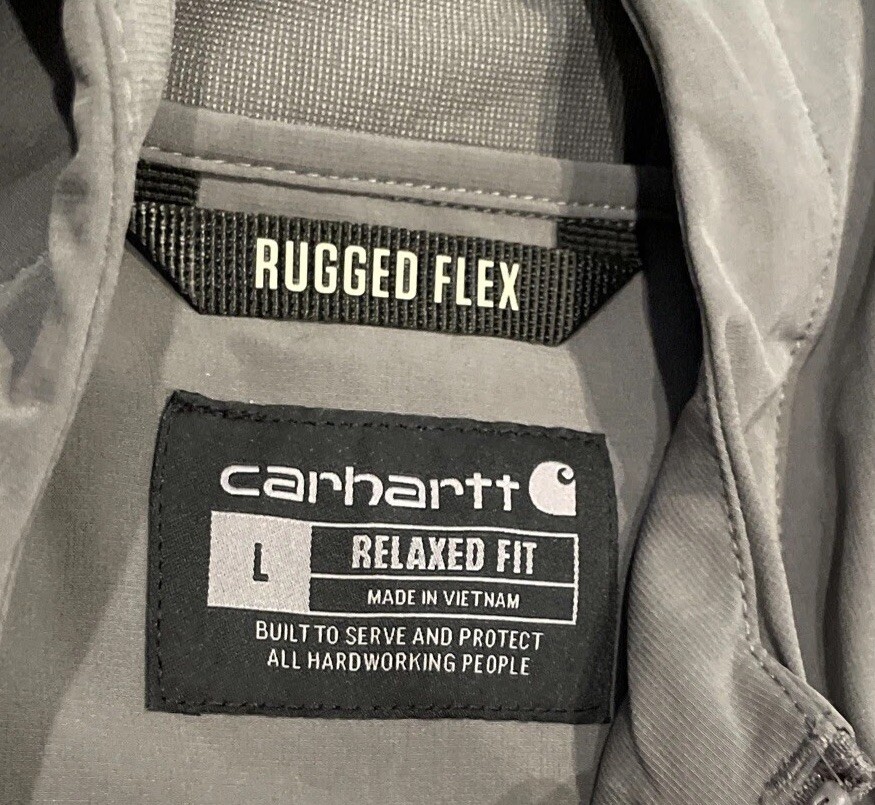 RUGGED FLEX
carhartt
L RELAXED FIT
MADE IN VIETNAM
BUILT TO SERVE AND PROTECT
ALL HARDWORKING PEOPLE